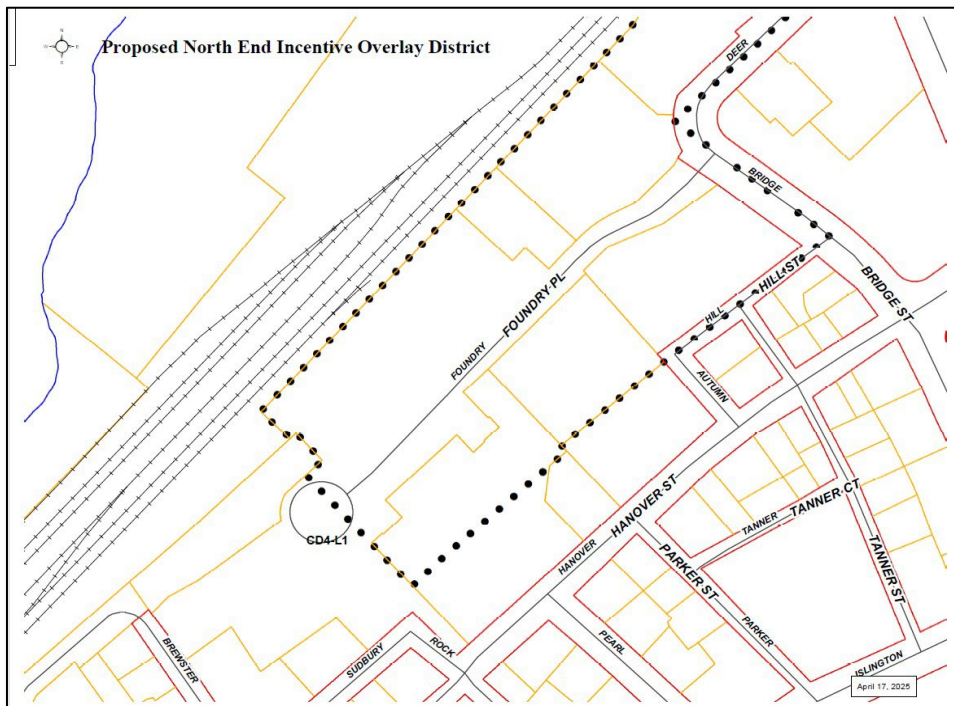 Proposed North End Incentive Overlay District
DEER
BRIDGE
HILL ST
HILL
BRIDGE ST
FOUNDRY PL
FOUNDRY
AUTUMN
HANOVER ST
HANOVER
TANNER CT
TANNER
CD4-L1
PARKER ST
TANNER ST
PARKER
PEARL
ROCK
SUDBURY
BREWSTER
ISLINGTON
April 17, 2025